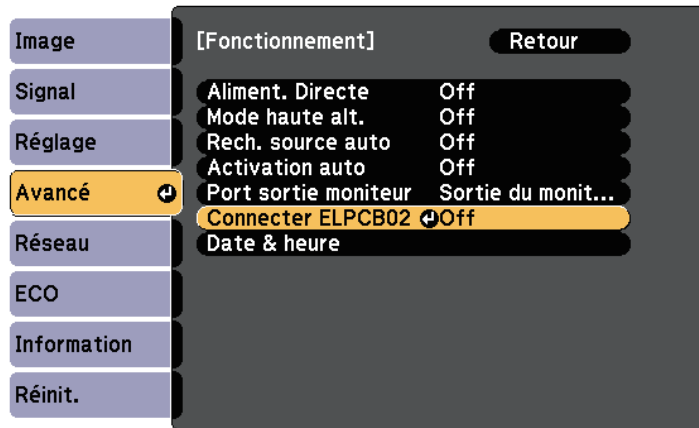 Image
Signal
Réglage
Avancé
Réseau
ECO
Information
Réinit.
[Fonctionnement] Retour
Aliment. Directe Off
Mode haute alt. Off
Rech. source auto Off
Activation auto Off
Port sortie moniteur Sortie du monit...
Connecter ELPCB02 Off
Date & heure